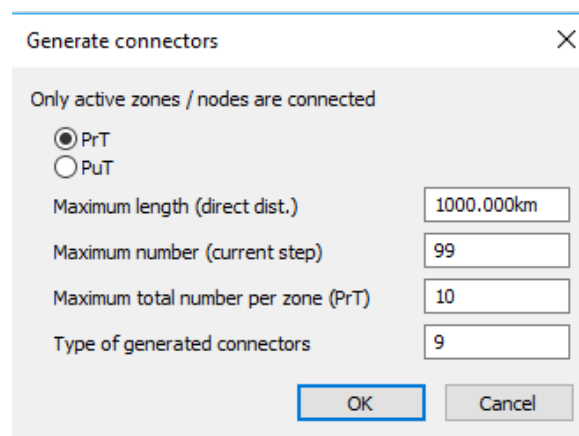 Generate connectors
Only active zones / nodes are connected
PrT
PuT
Maximum length (direct dist.) 1000.000km
Maximum number (current step) 99
Maximum total number per zone (PrT) 10
Type of generated connectors 9
OK Cancel